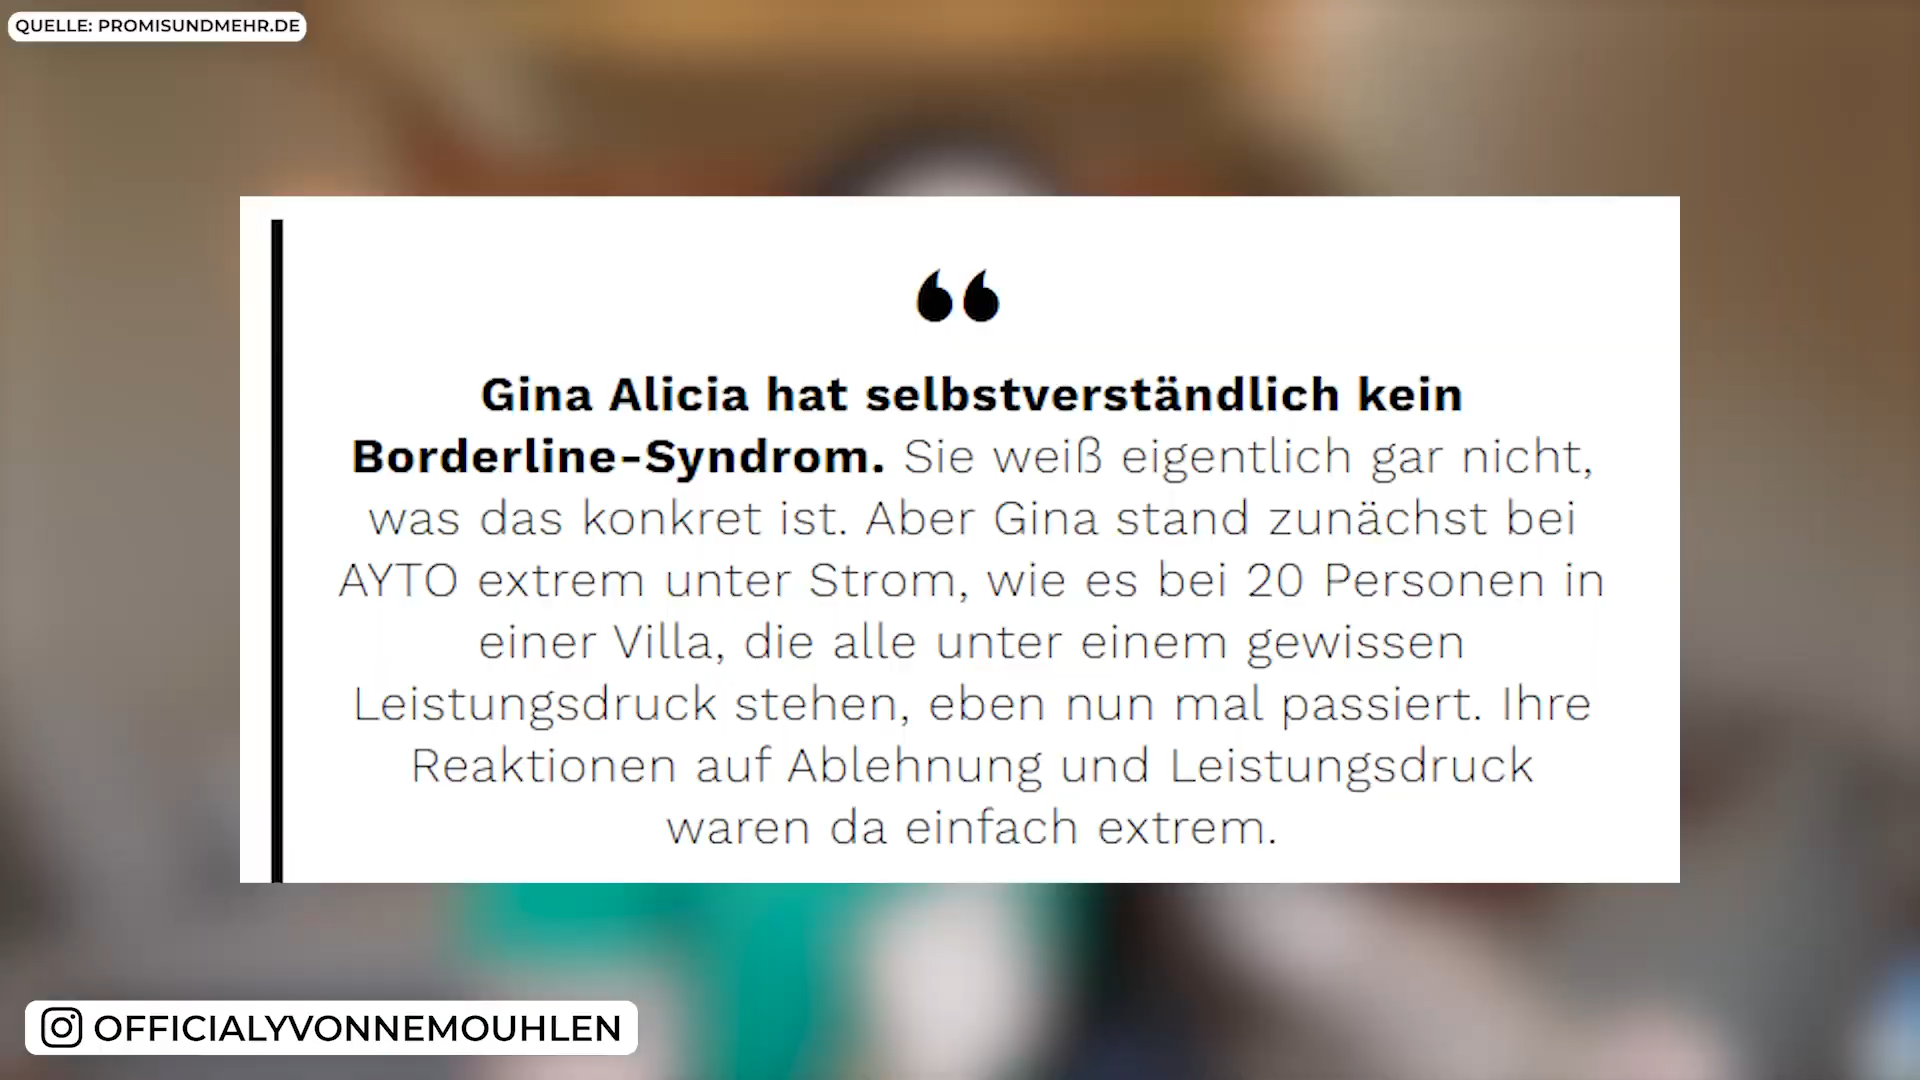 QUELLE: PROMISUNDMEHR.DE
“
Gina Alicia hat selbstverständlich kein
Borderline-Syndrom. Sie weiß eigentlich gar nicht,
was das konkret ist. Aber Gina stand zunächst bei
AYTO extrem unter Strom, wie es bei 20 Personen in
einer Villa, die alle unter einem gewissen
Leistungsdruck stehen, eben nun mal passiert. Ihre
Reaktionen auf Ablehnung und Leistungsdruck
waren da einfach extrem.
OFFICIALYVONNEMOUHLEN